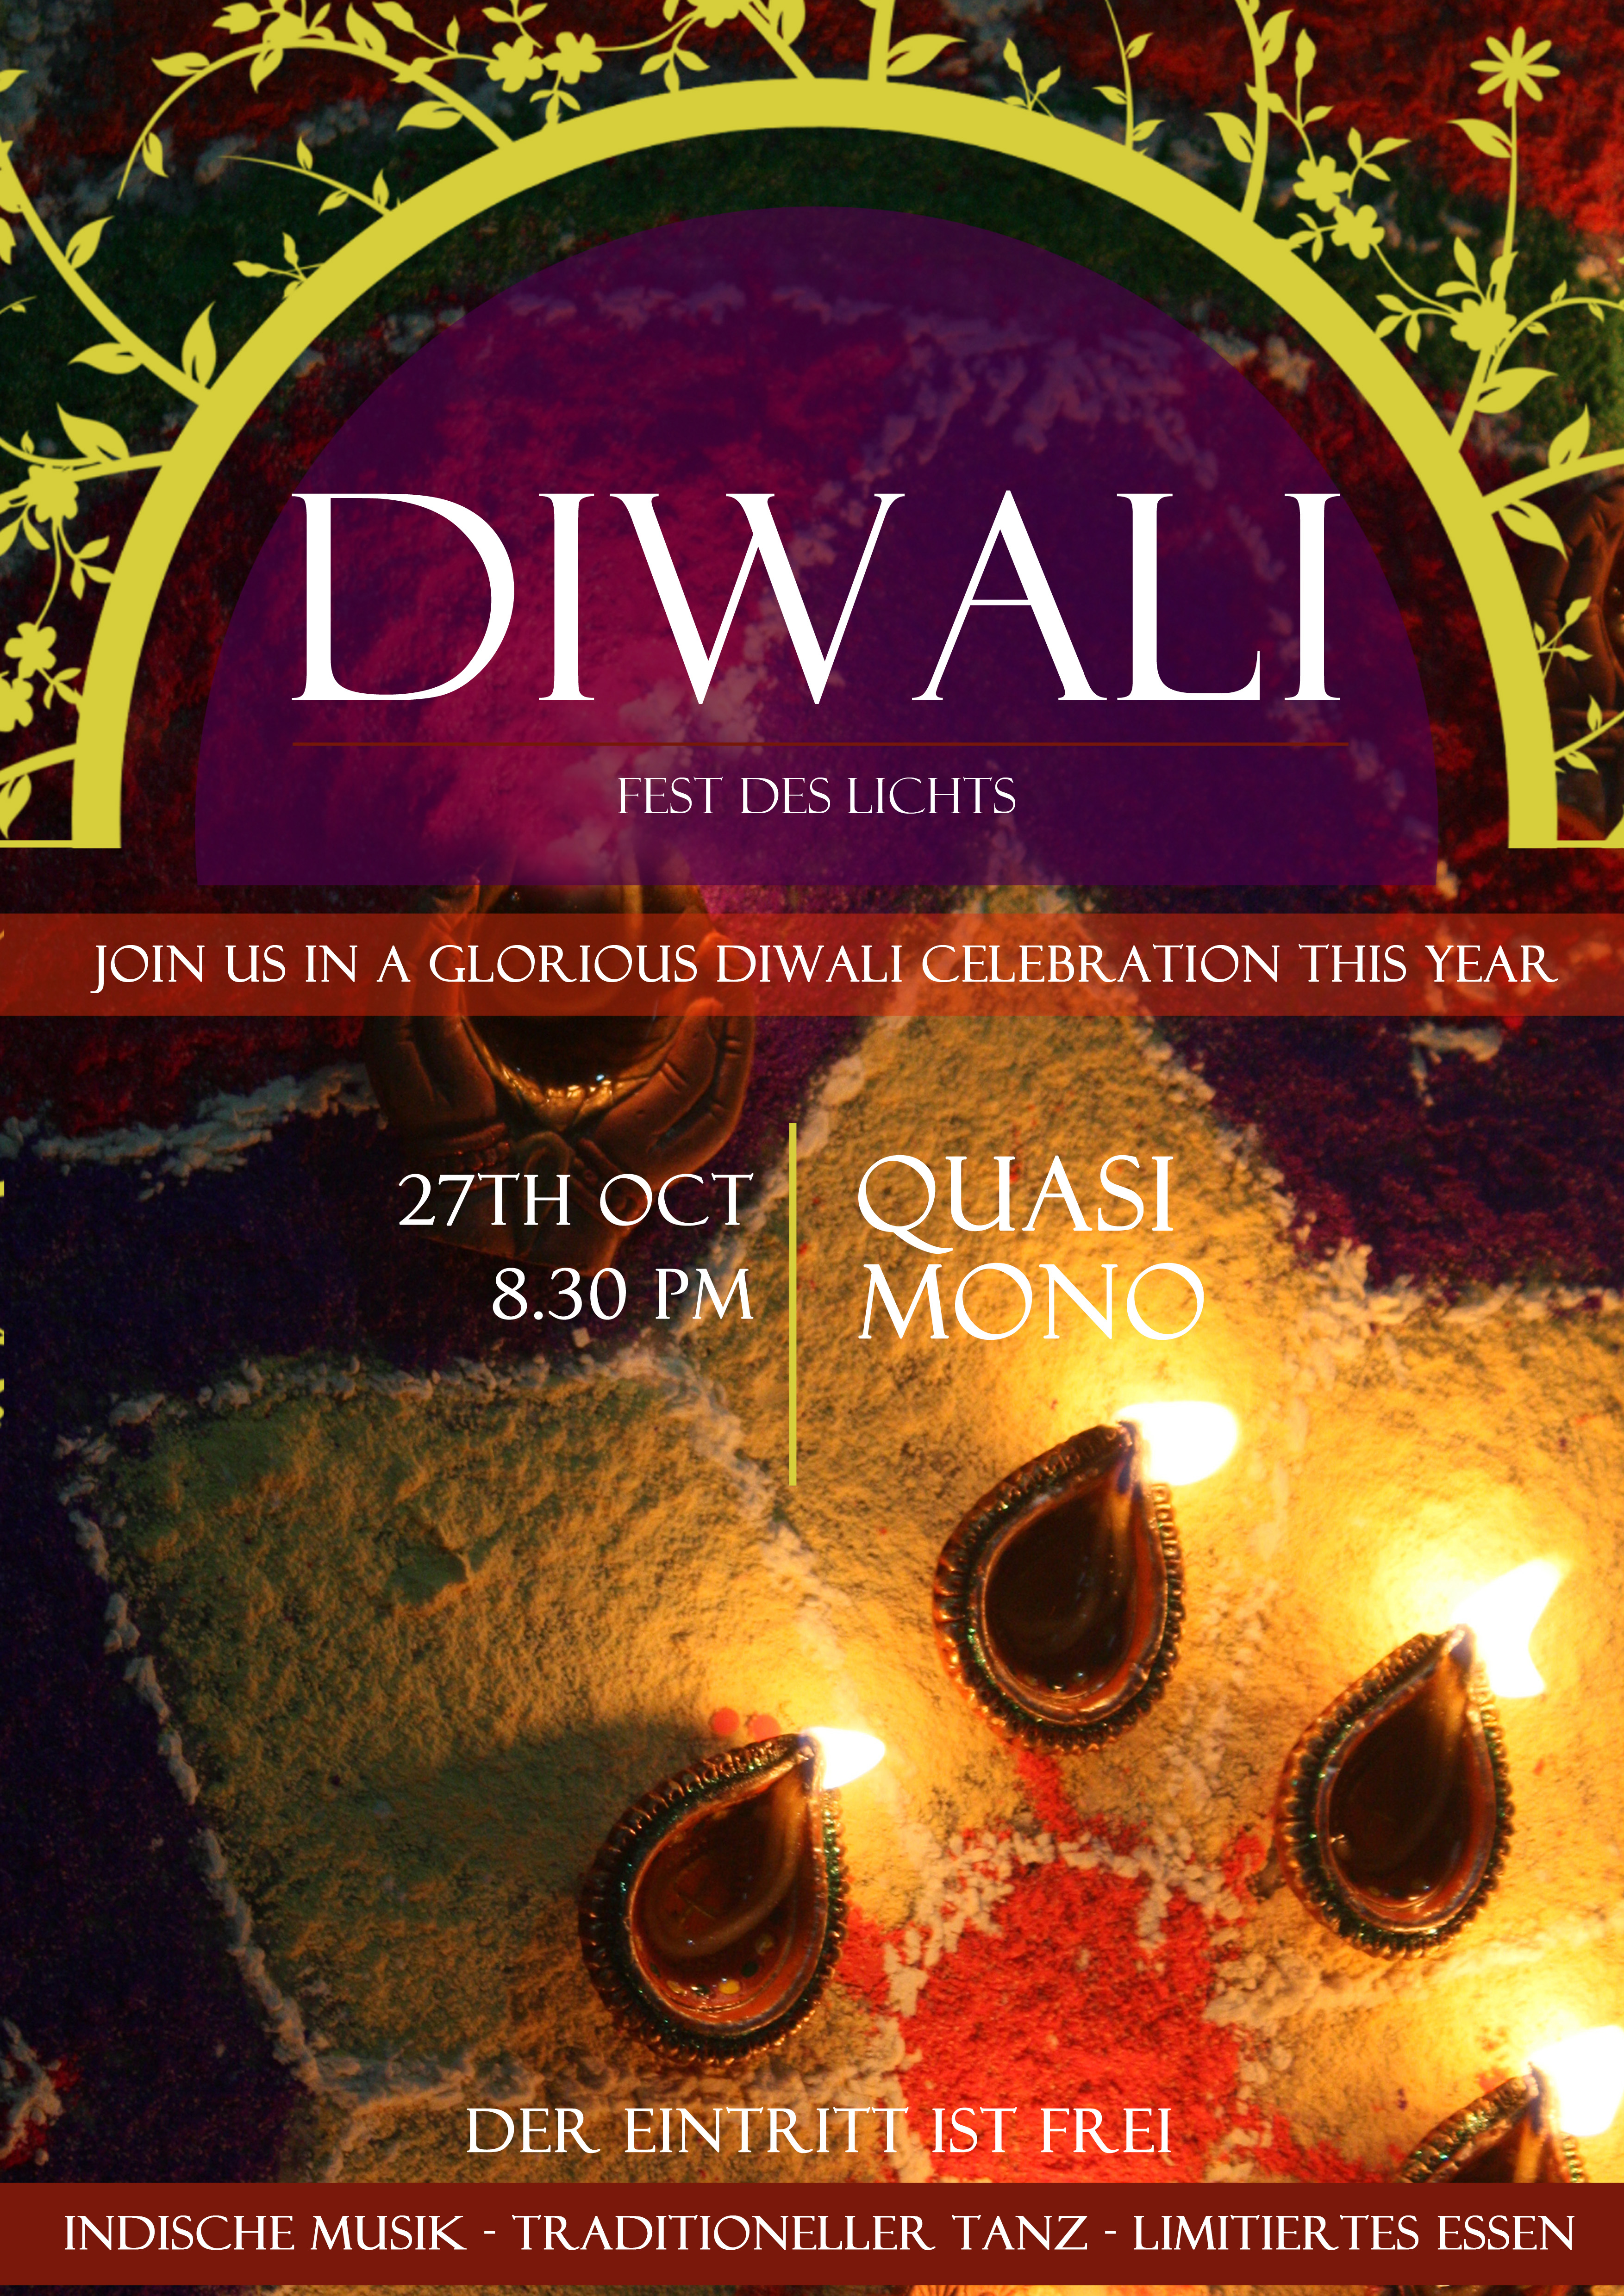 DIWALI
FEST DES LICHTS
JOIN US IN A GLORIOUS DIWALI CELEBRATION THIS YEAR
27TH OCT
8.30 PM
QUASI
MONO
DER EINTRITT IST FREI
INDISCHE MUSIK - TRADITIONELLER TANZ - LIMITIERTES ESSEN